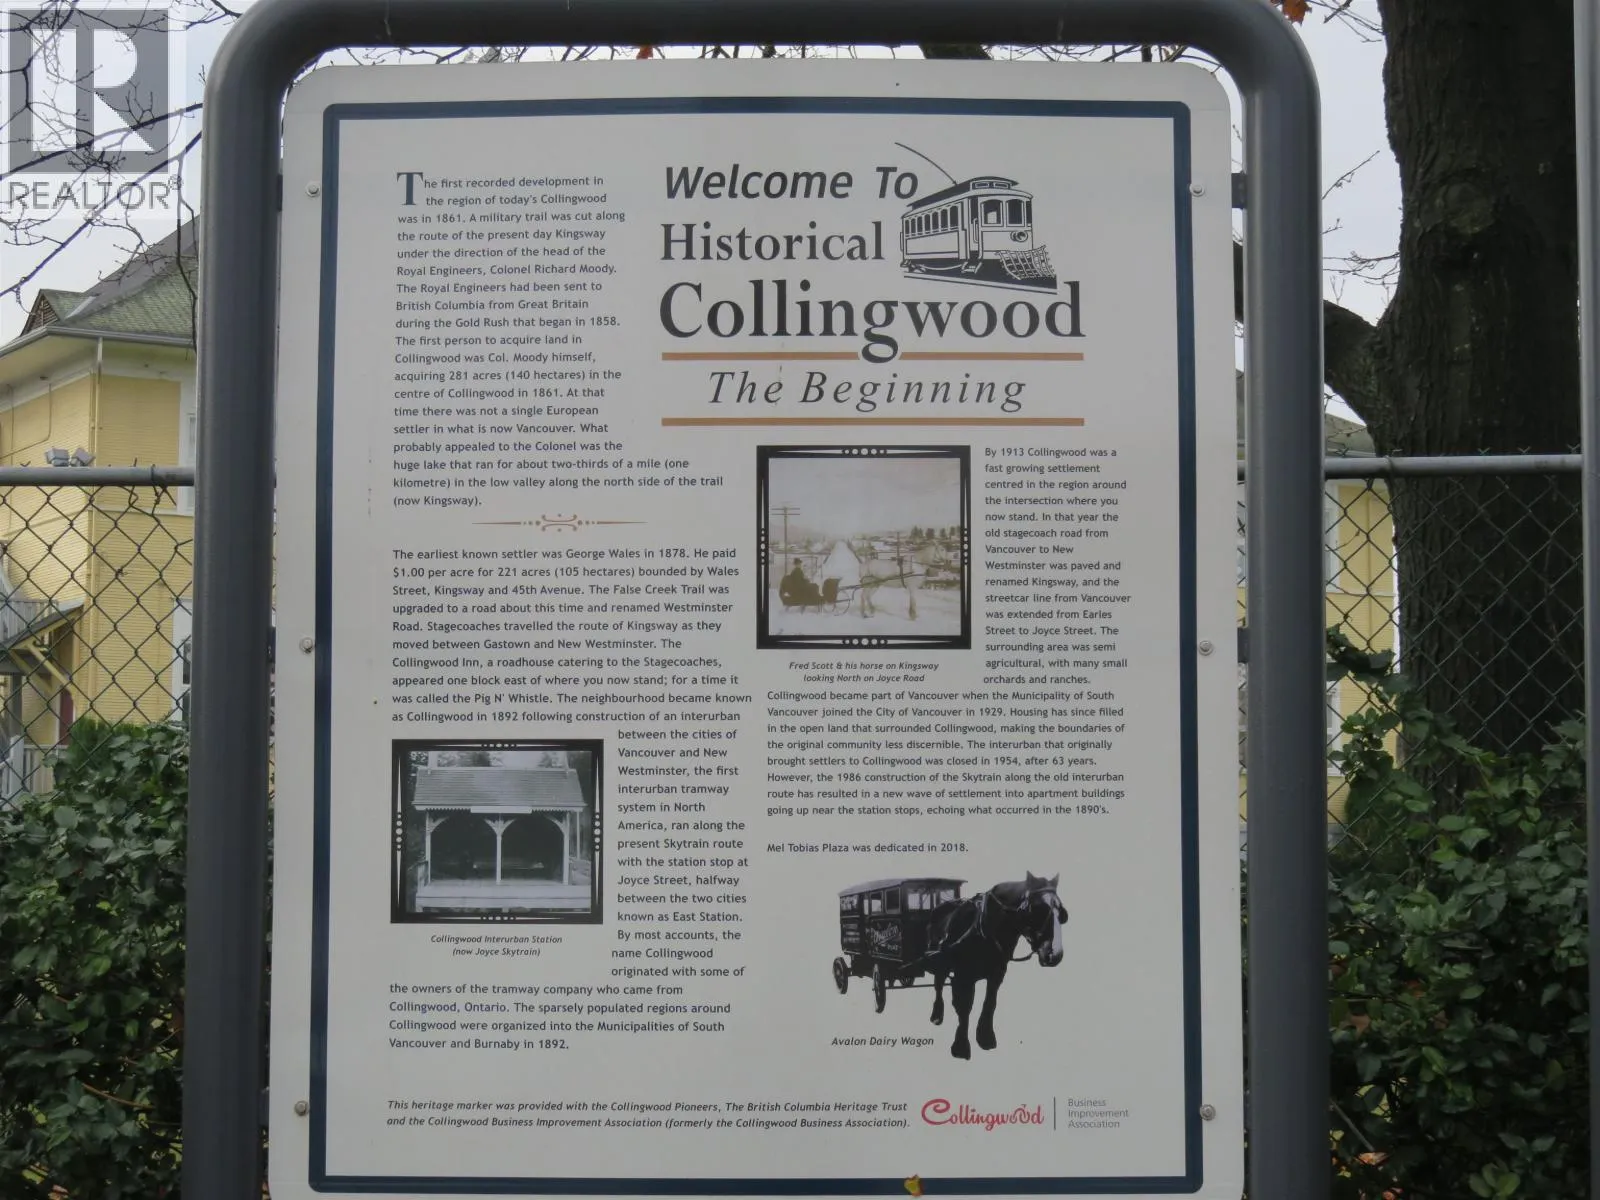 REALTOR®
Welcome To
Historical
Collingwood
The Beginning
The first recorded development in
the region of today's Collingwood
was in 1861. A military trail was cut along
the route of the present day Kingsway
under the direction of the head of the
Royal Engineers, Colonel Richard Moody.
The Royal Engineers had been sent to
British Columbia from Great Britain
during the Gold Rush that began in 1858.
The first person to acquire land in
Collingwood was Col. Moody himself,
acquiring 281 acres (140 hectares) in the
centre of Collingwood in 1861. At that
time there was not a single European
settler in what is now Vancouver. What
probably appealed to the Colonel was the
huge lake that ran for about two-thirds of a mile (one
kilometre) in the low valley along the north side of the trail
(now Kingsway).
The earliest known settler was George Wales in 1878. He paid
$1.00 per acre for 221 acres (105 hectares) bounded by Wales
Street, Kingsway and 45th Avenue. The False Creek Trail was
upgraded to a road about this time and renamed Westminster
Road. Stagecoaches travelled the route of Kingsway as they
moved between Gastown and New Westminster. The
Collingwood Inn, a roadhouse catering to the Stagecoaches,
appeared one block east of where you now stand; for a time it
was called the Pig N' Whistle. The neighbourhood became known
as Collingwood in 1892 following construction of an interurban
between the cities of
Vancouver and New
Westminster, the first
interurban tramway
system in North
America, ran along the
present Skytrain route
with the station stop at
Joyce Street, halfway
between the two cities
known as East Station.
By most accounts, the
name Collingwood
originated with some of
the owners of the tramway company who came from
Collingwood, Ontario. The sparsely populated regions around
Collingwood were organized into the Municipalities of South
Vancouver and Burnaby in 1892.
Collingwood Interurban Station
(now Joyce Skytrain)
Fred Scott & his horse on Kingsway
looking North on Joyce Road
By 1913 Collingwood was a
fast growing settlement
centred in the region around
the intersection where you
now stand. In that year the
old stagecoach road from
Vancouver to New
Westminster was paved and
renamed Kingsway, and the
streetcar line from Vancouver
was extended from Earles
Street to Joyce Street. The
surrounding area was semi
agricultural, with many small
orchards and ranches.
Collingwood became part of Vancouver when the Municipality of South
Vancouver joined the City of Vancouver in 1929. Housing has since filled
in the open land that surrounded Collingwood, making the boundaries of
the original community less discernible. The interurban that originally
brought settlers to Collingwood was closed in 1954, after 63 years.
However, the 1986 construction of the Skytrain along the old interurban
route has resulted in a new wave of settlement into apartment buildings
going up near the station stops, echoing what occurred in the 1890's.
Mel Tobias Plaza was dedicated in 2018.
Avalon Dairy Wagon
This heritage marker was provided with the Collingwood Pioneers, The British Columbia Heritage Trust
and the Collingwood Business Improvement Association (formerly the Collingwood Business Association).
Collingwood
Business
Improvement
Association